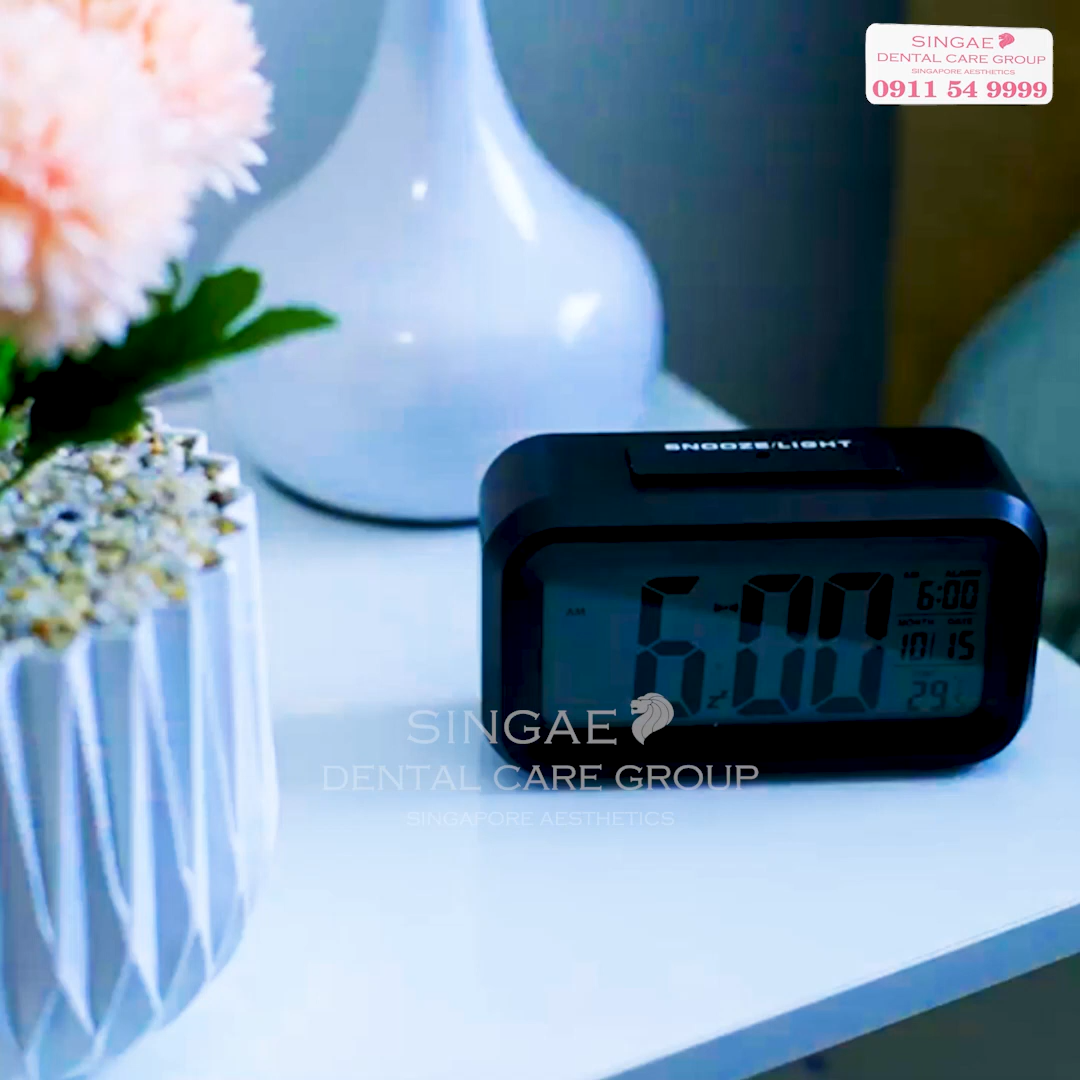 SINGAE
DENTAL CARE GROUP
SINGAPORE AESTHETICS
0911 54 9999
SNOOZE/LIGHT
AM
6:00
AM ALARM
6:00
MONTH DATE
10/15
29
z
SINGAE
DENTAL CARE GROUP
SINGAPORE AESTHETICS